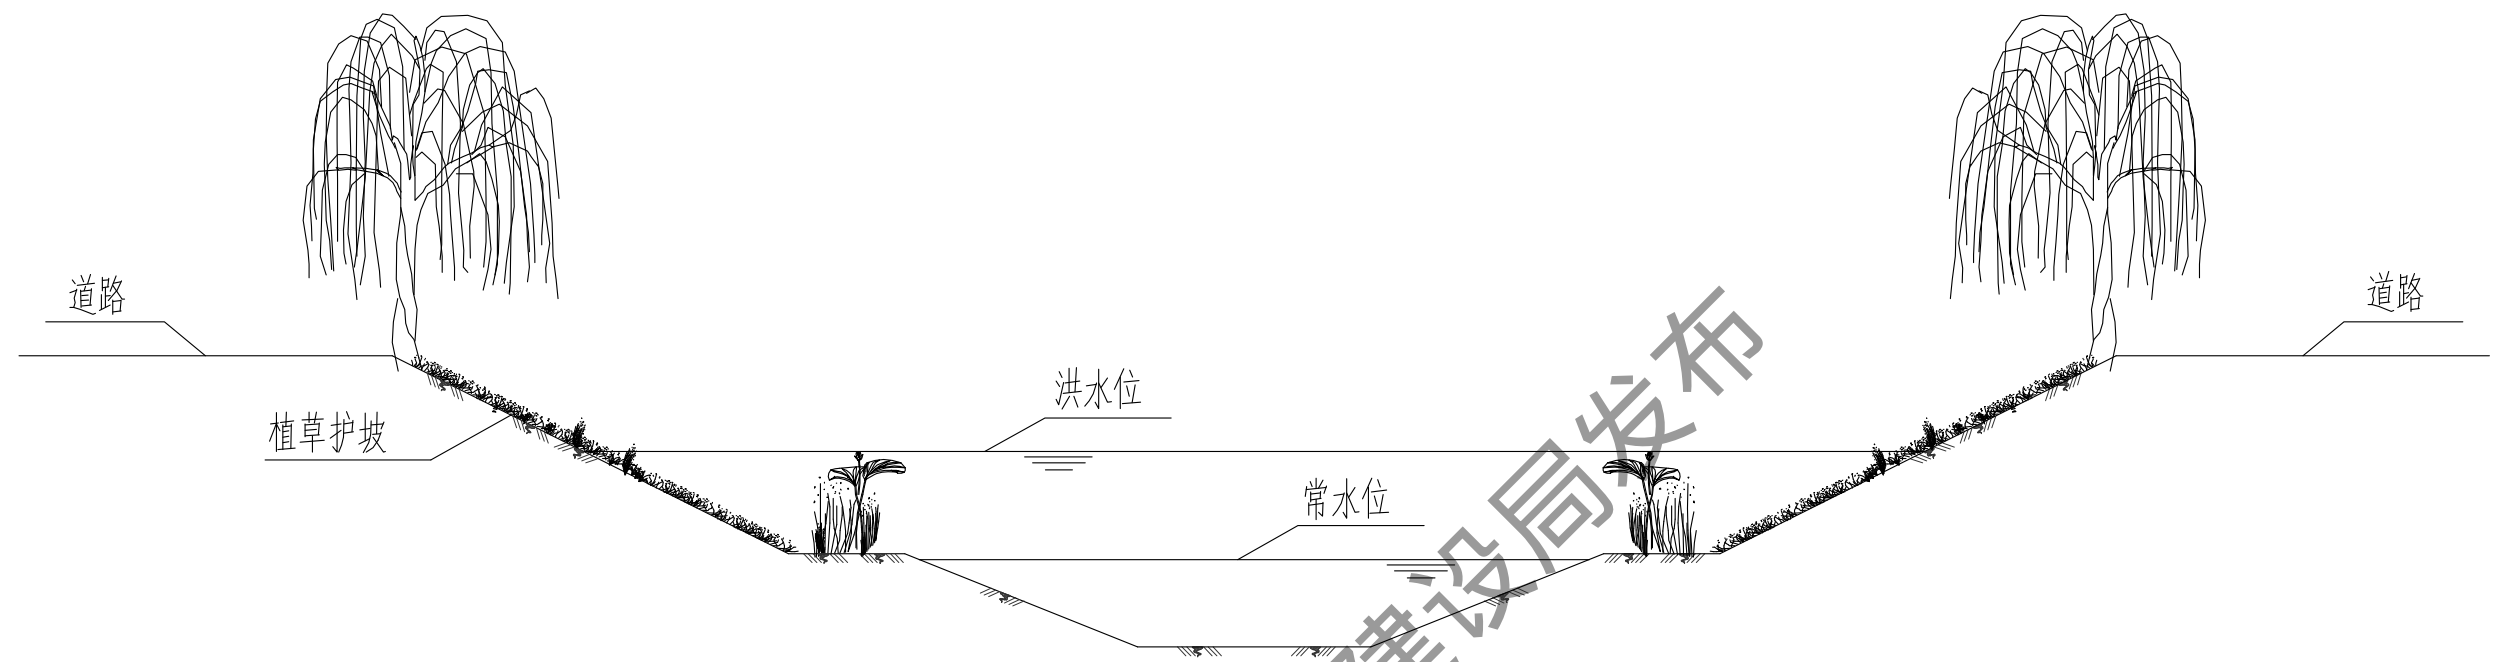 道路
道路
洪水位
植草护坡
常水位
建设局发布